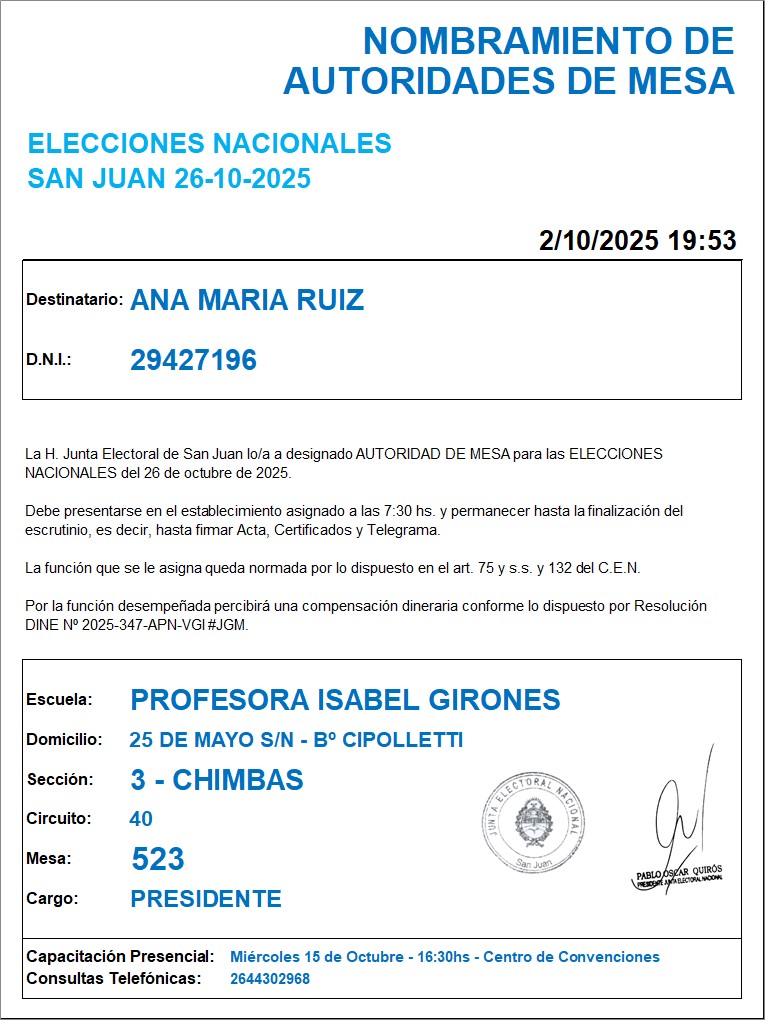 NOMBRAMIENTO DE
AUTORIDADES DE MESA
ELECCIONES NACIONALES
SAN JUAN 26-10-2025
2/10/2025 19:53
Destinatario: ANA MARIA RUIZ
D.N.I.: 29427196
La H. Junta Electoral de San Juan lo/a a designado AUTORIDAD DE MESA para las ELECCIONES
NACIONALES del 26 de octubre de 2025.
Debe presentarse en el establecimiento asignado a las 7:30 hs. y permanecer hasta la finalización del
escrutinio, es decir, hasta firmar Acta, Certificados y Telegrama.
La función que se le asigna queda normada por lo dispuesto en el art. 75 y s.s. y 132 del C.E.N.
Por la función desempeñada percibirá una compensación dineraria conforme lo dispuesto por Resolución
DINE Nº 2025-347-APN-VGI#JGM.
Escuela: PROFESORA ISABEL GIRONES
Domicilio: 25 DE MAYO S/N - Bº CIPOLLETTI
Sección: 3 - CHIMBAS
Circuito: 40
Mesa: 523
Cargo: PRESIDENTE
JUNTA ELECTORAL NACIONAL
San Juan
PABLO OSCAR QUIRÓS
PRESIDENTE JUNTA ELECTORAL NACIONAL
Capacitación Presencial: Miércoles 15 de Octubre - 16:30hs - Centro de Convenciones
Consultas Telefónicas: 2644302968